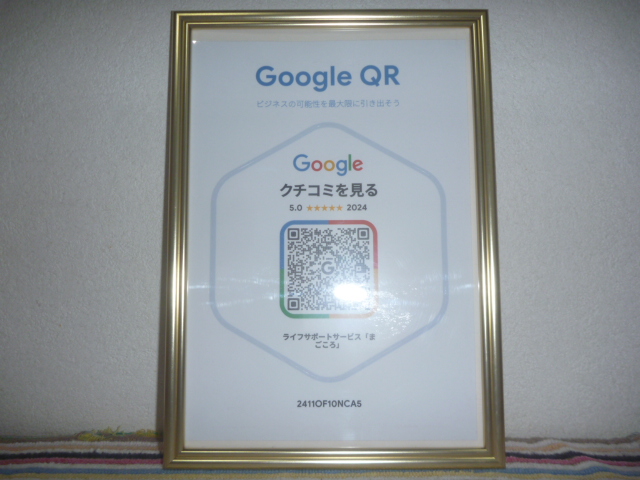 Google QR
ビジネスの可能性を最大限に引き出そう
Google
クチコミを見る
5.0 ★★★★★ 2024
G
ライフサポートサービス「ま
ごころ」
2411OF10NCA5